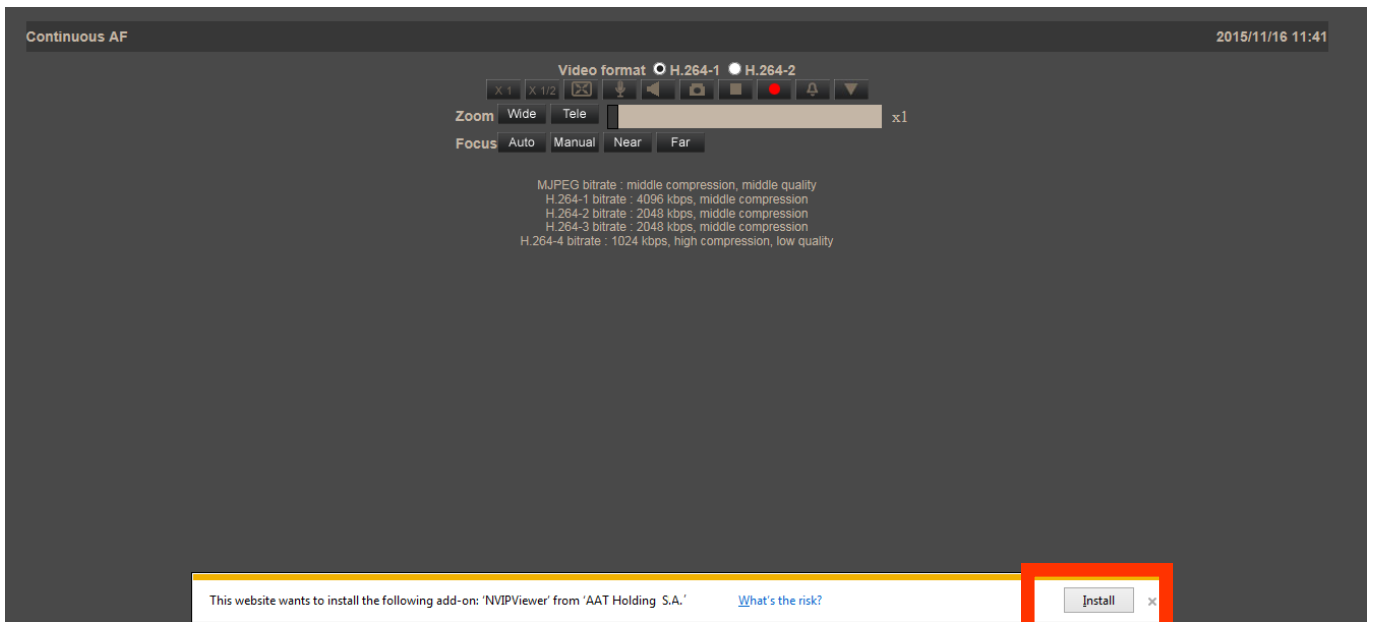 Continuous AF 2015/11/16 11:41
Video format H.264-1 H.264-2
X 1 X 1/2
Zoom Wide Tele x1
Focus Auto Manual Near Far
MJPEG bitrate : middle compression, middle quality
H.264-1 bitrate : 4096 kbps, middle compression
H.264-2 bitrate : 2048 kbps, middle compression
H.264-3 bitrate : 2048 kbps, middle compression
H.264-4 bitrate : 1024 kbps, high compression, low quality
This website wants to install the following add-on: 'NVIPViewer' from 'AAT Holding S.A.' What's the risk? Install ×